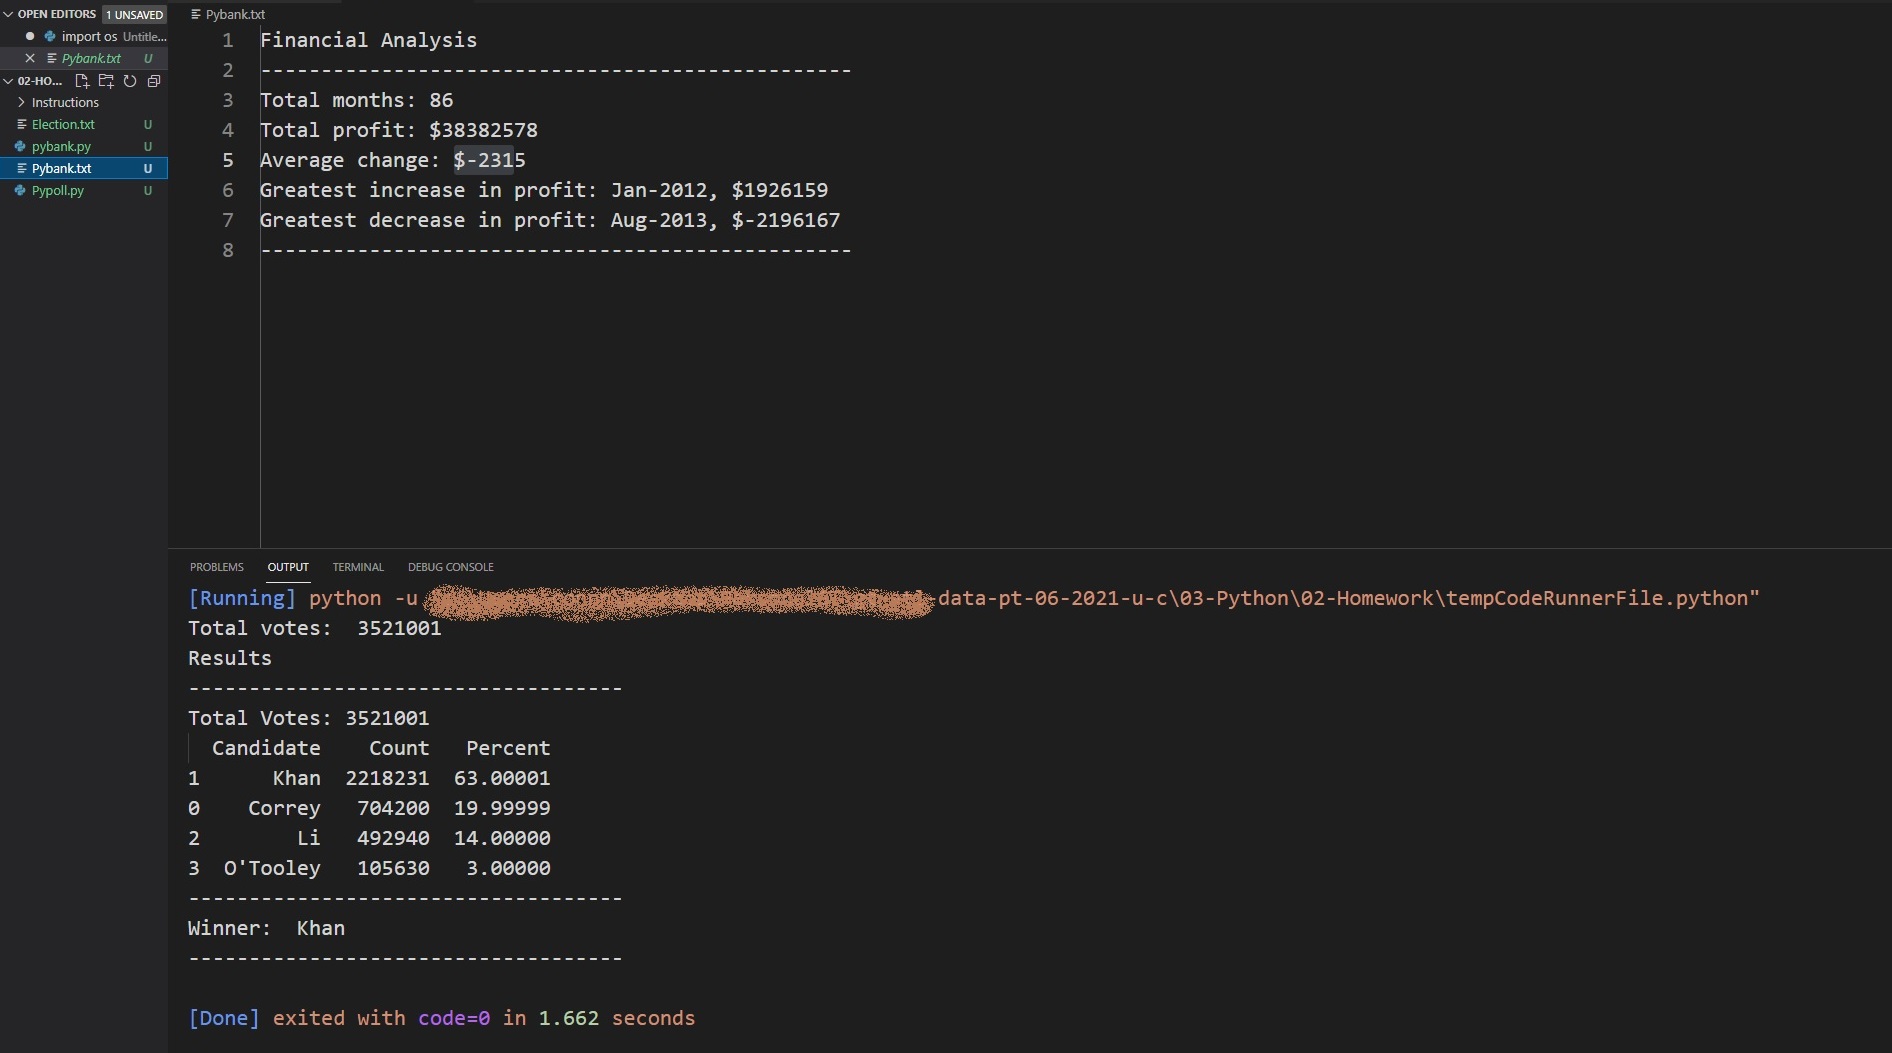 OPEN EDITORS 1 UNSAVED
import os Untitle...
Pybank.txt U
02-HO...
Instructions
Election.txt U
pybank.py U
Pybank.txt U
Pypoll.py U
Pybank.txt
1 Financial Analysis
2 -------------------------------------------------
3 Total months: 86
4 Total profit: $38382578
5 Average change: $-2315
6 Greatest increase in profit: Jan-2012, $1926159
7 Greatest decrease in profit: Aug-2013, $-2196167
8 -------------------------------------------------
PROBLEMS OUTPUT TERMINAL DEBUG CONSOLE
[Running] python -u -data-pt-06-2021-u-c\03-Python\02-Homework\tempCodeRunnerFile.python"
Total votes:  3521001
Results
------------------------------------
Total Votes: 3521001
  Candidate    Count   Percent
1      Khan  2218231  63.00001
0    Correy   704200  19.99999
2        Li   492940  14.00000
3  O'Tooley   105630   3.00000
------------------------------------
Winner:  Khan
------------------------------------
[Done] exited with code=0 in 1.662 seconds